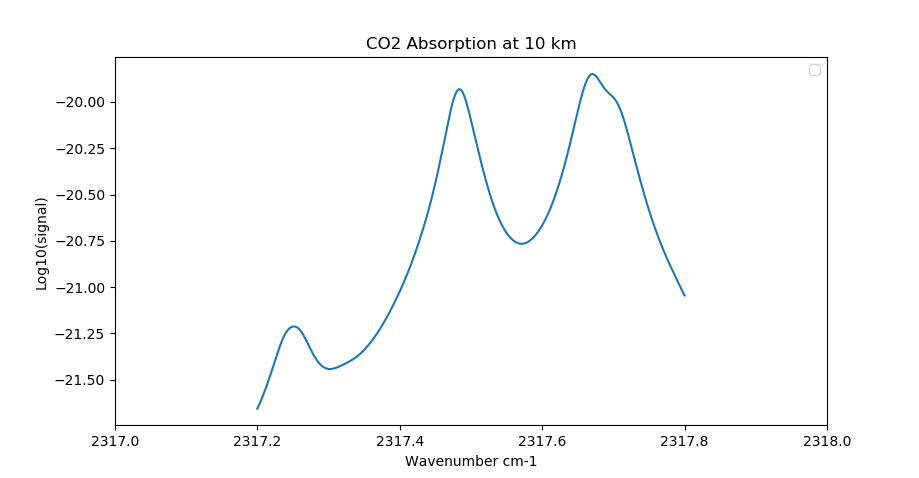 CO2 Absorption at 10 km
Log10(signal)
−20.00
−20.25
−20.50
−20.75
−21.00
−21.25
−21.50
2317.0 2317.2 2317.4 2317.6 2317.8 2318.0
Wavenumber cm-1